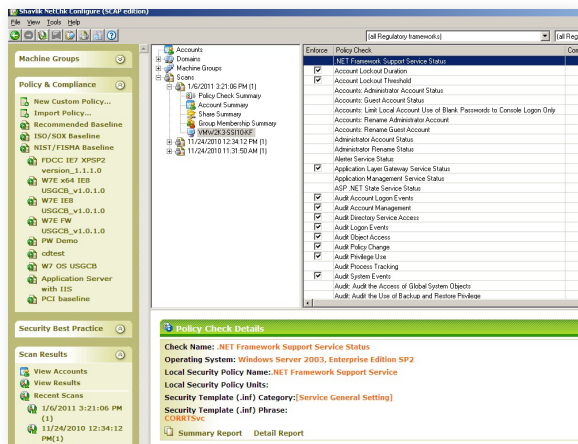 Shavlik NetChk Configure (SCAP edition)
File View Tools Help
[all Regulatory frameworks]
[all Reg
Machine Groups
Policy & Compliance
New Custom Policy...
Import Policy...
Recommended Baseline
ISO/SOX Baseline
NIST/FISMA Baseline
FDCC IE7 XPSP2
version_1.1.1.0
W7E x64 IE8
USGCB_v1.0.1.0
W7E IE8
USGCB_v1.0.1.0
W7E FW
USGCB_v1.0.1.0
PW Demo
cdtest
W7 OS USGCB
Application Server
with IIS
PCI baseline
Security Best Practice
Scan Results
View Accounts
View Results
Recent Scans
1/6/2011 3:21:06 PM
(1)
11/24/2010 12:34:12
PM(1)
Accounts
Domains
Machine Groups
Scans
1/6/2011 3:21:06 PM (1)
Policy Check Summary
Account Summary
Share Summary
Group Membership Summary
VMW2K3-SSI10-KF
11/24/2010 12:34:12 PM (1)
11/24/2010 11:31:50 AM (1)
Enforce Policy Check Com
.NET Framework Support Service Status
Account Lockout Duration
Account Lockout Threshold
Accounts: Administrator Account Status
Accounts: Guest Account Status
Accounts: Limit Local Account Use of Blank Passwords to Console Logon Only
Accounts: Rename Administrator Account
Accounts: Rename Guest Account
Administrator Account Status
Administrator Rename Status
Alerter Service Status
Application Layer Gateway Service Status
Application Management Service Status
ASP .NET State Service Status
Audit Account Logon Events
Audit Account Management
Audit Directory Service Access
Audit Logon Events
Audit Object Access
Audit Policy Change
Audit Privilege Use
Audit Process Tracking
Audit System Events
Audit: Audit the Access of Global System Objects
Audit: Audit the Use of Backup and Restore Privilege
Policy Check Details
Check Name: .NET Framework Support Service Status
Operating System: Windows Server 2003, Enterprise Edition SP2
Local Security Policy Name:.NET Framework Support Service
Local Security Policy Units:
Security Template (.inf) Category:[Service General Setting]
Security Template (.inf) Phrase:
CORRTSvc
Summary Report Detail Report